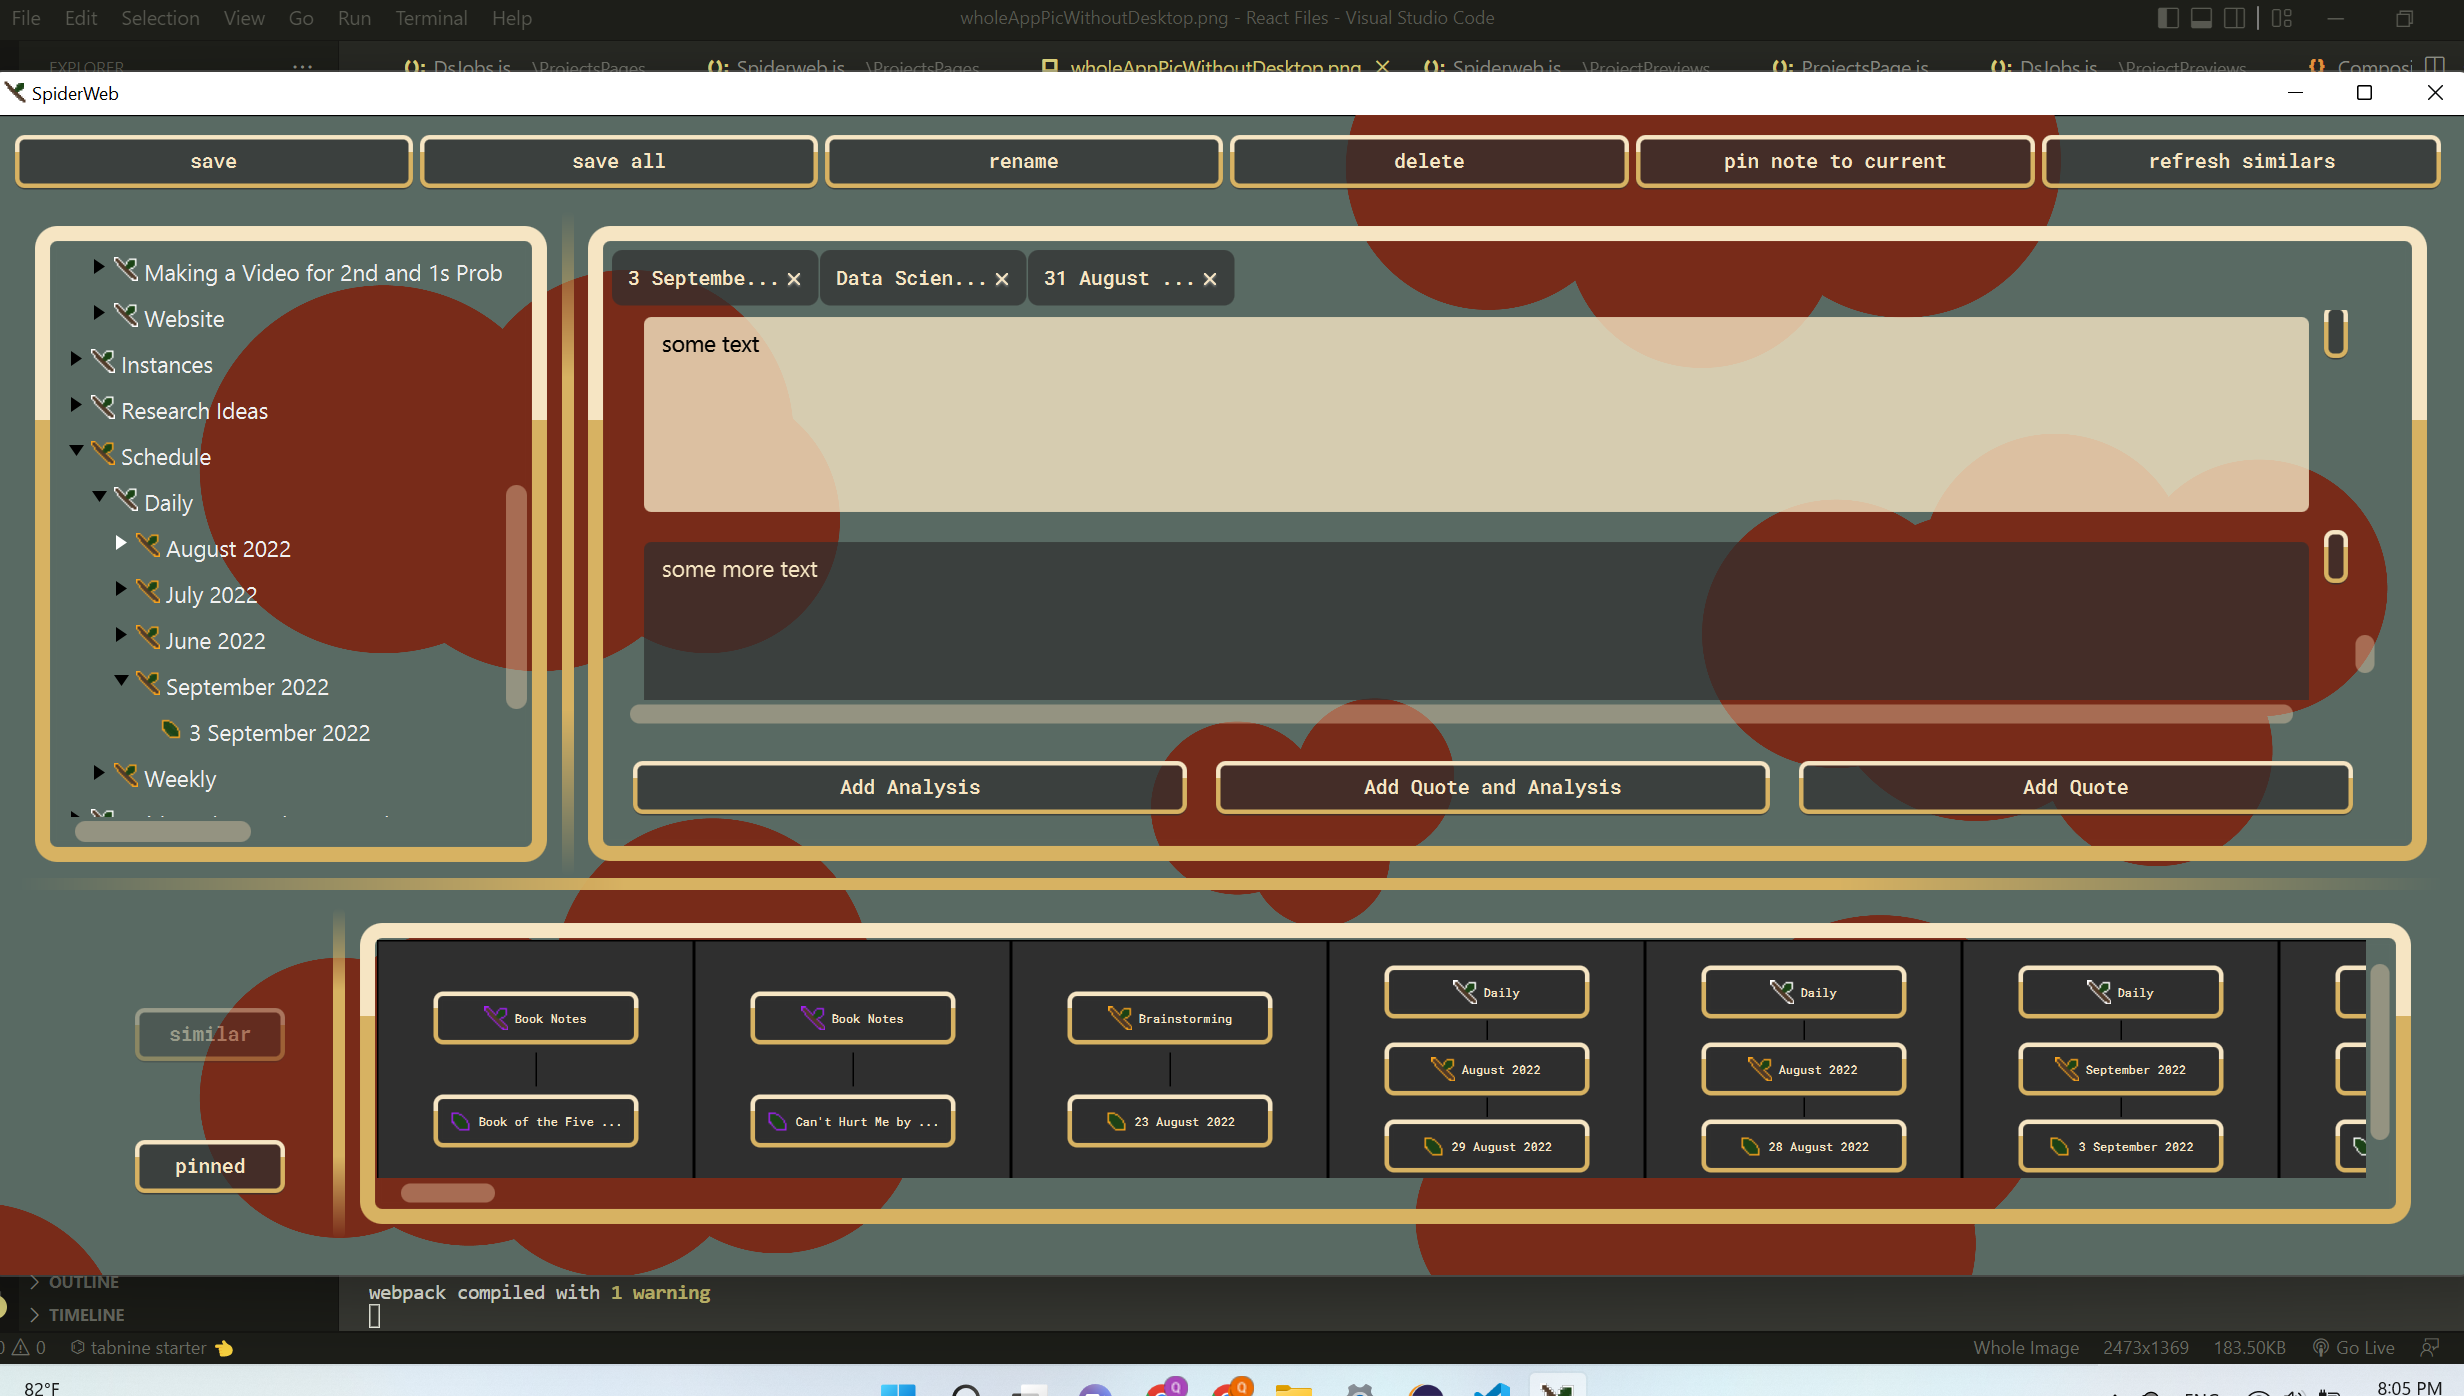 File Edit Selection View Go Run Terminal Help wholeAppPicWithoutDesktop.png - React Files - Visual Studio Code
EXPLORER ... DsJobs.js \ProjectsPages Spiderweb.js \ProjectsPages wholeAppPicWithoutDesktop.png Spiderweb.js \ProjectPreviews ProjectsPage.js DsJobs.js \ProjectPreviews {} Composi
SpiderWeb
save save all rename delete pin note to current refresh similars
Making a Video for 2nd and 1s Prob
Website
Instances
Research Ideas
Schedule
Daily
August 2022
July 2022
June 2022
September 2022
3 September 2022
Weekly
3 Septembe... × Data Scien... × 31 August ... ×
some text
some more text
Add Analysis Add Quote and Analysis Add Quote
similar
pinned
Book Notes
Book of the Five ...
Book Notes
Can't Hurt Me by ...
Brainstorming
23 August 2022
Daily
August 2022
29 August 2022
Daily
August 2022
28 August 2022
Daily
September 2022
3 September 2022
OUTLINE
TIMELINE
webpack compiled with 1 warning
0 tabnine starter Whole Image 2473x1369 183.50KB Go Live
82°F 8:05 PM